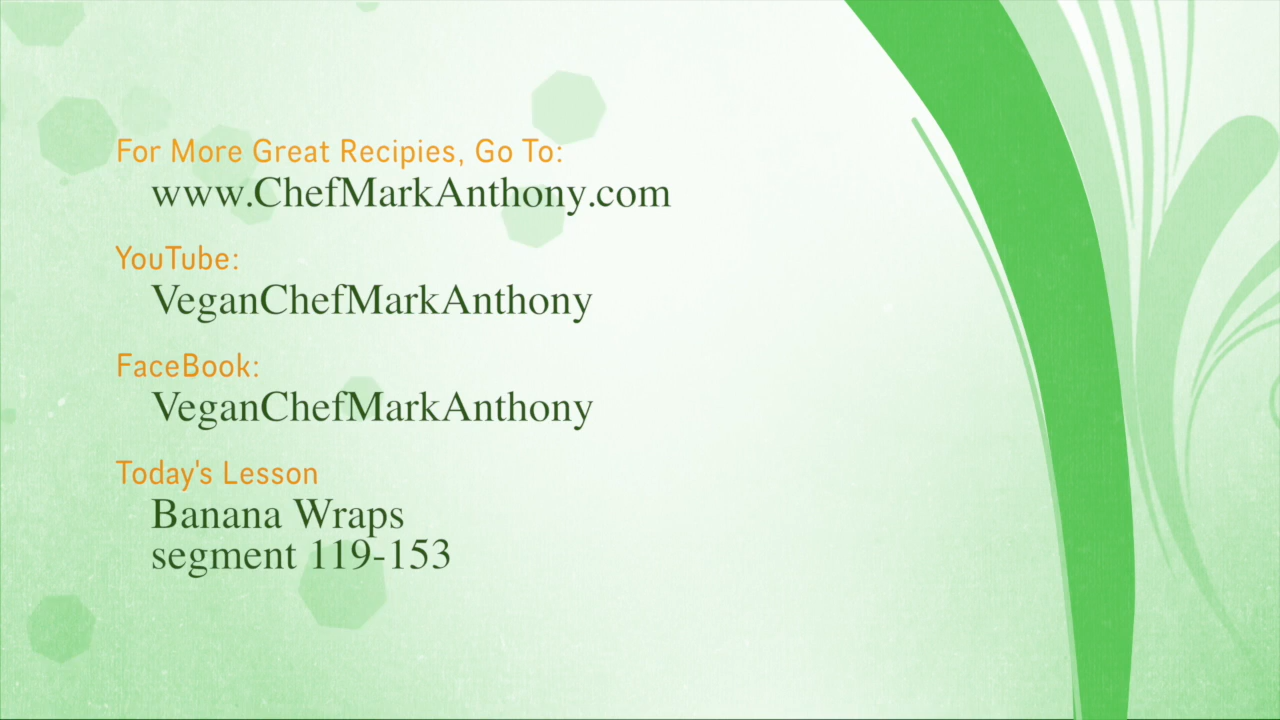 For More Great Recipies, Go To:
www.ChefMarkAnthony.com
YouTube:
VeganChefMarkAnthony
FaceBook:
VeganChefMarkAnthony
Today's Lesson
Banana Wraps
segment 119-153